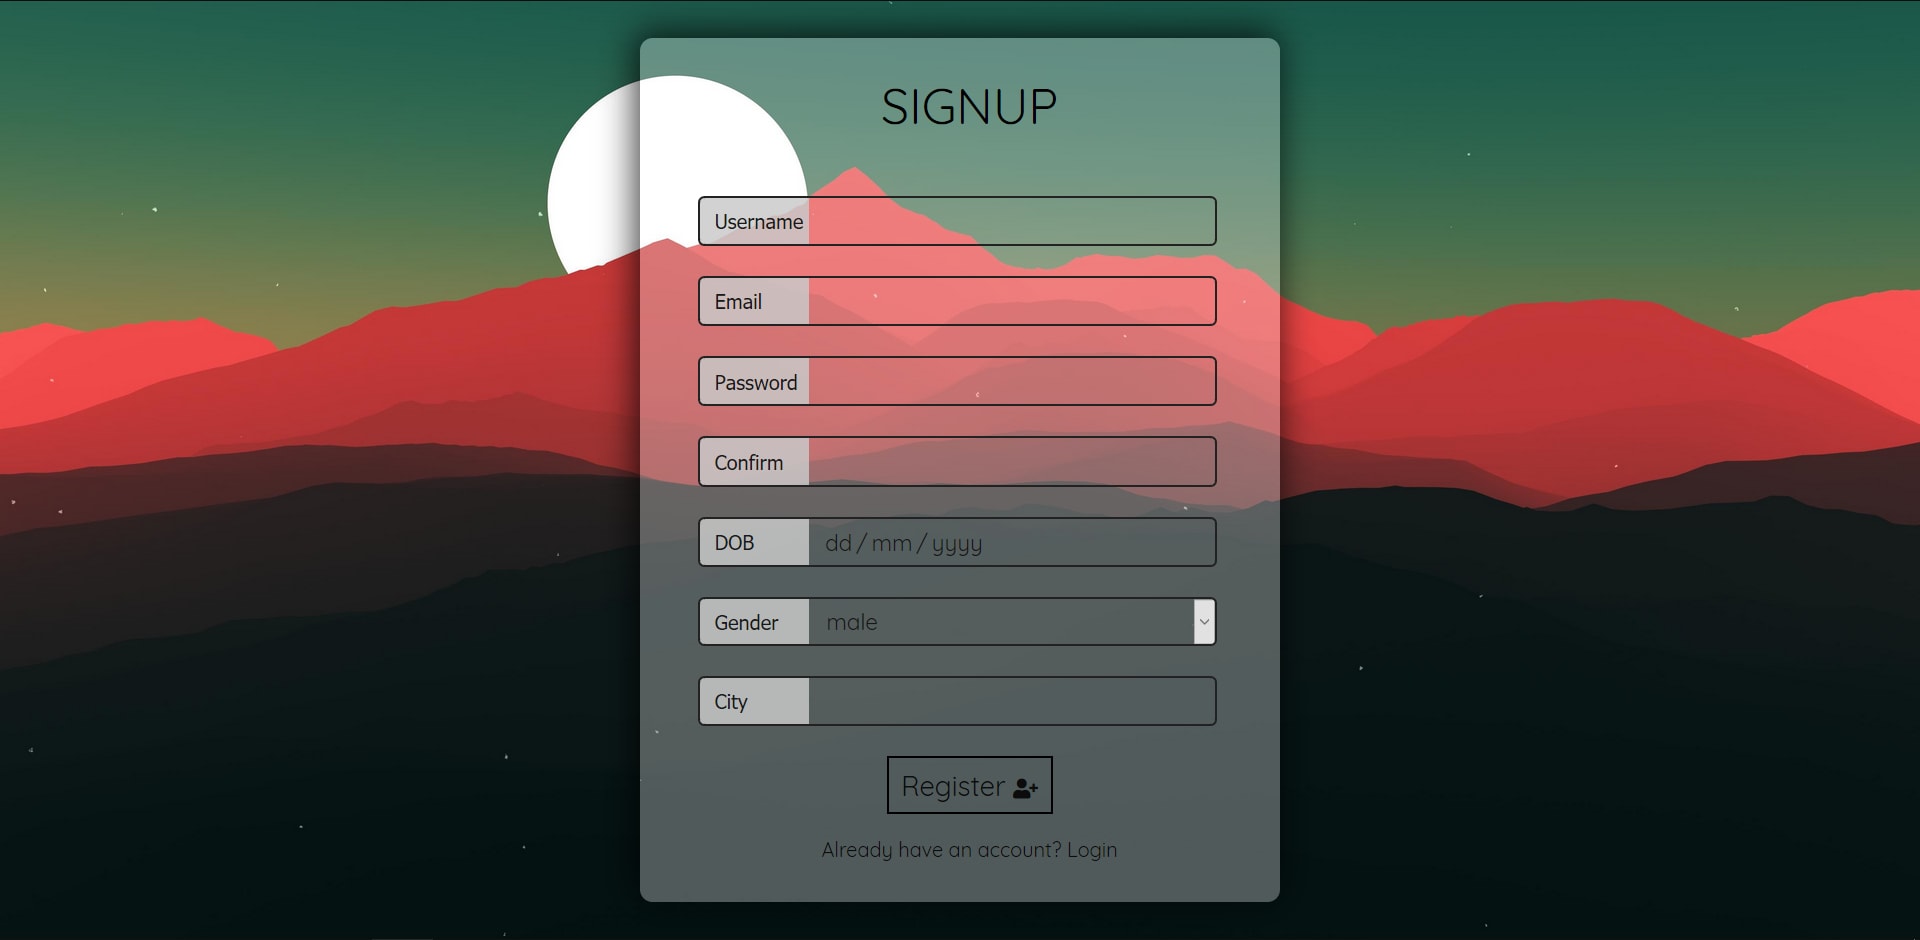 SIGNUP
Username
Email
Password
Confirm
DOB dd / mm / yyyy
Gender male
City
Register
Already have an account? Login